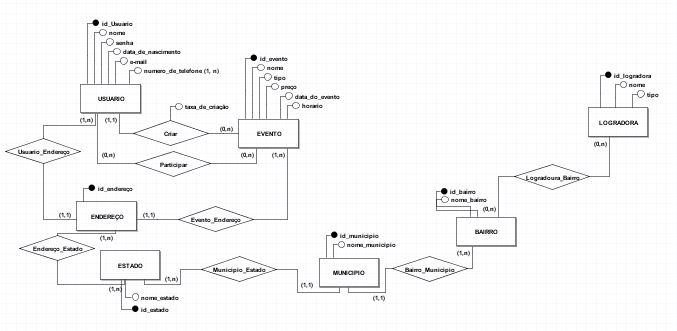 id_Usuario
nome
senha
data_de_nascimento
e-mail
numero_de_telefone (1, n)
USUARIO
(1,n)
(1,1)
taxa_de_criação
Criar
(0,n)
id_evento
nome
tipo
preço
data_do_evento
horario
EVENTO
id_logradora
nome
tipo
LOGRADORA
(0,n)
Usuario_Endereço
(0,n)
Participar
(0,n)
(1,n)
Logradoura_Bairro
id_endereço
(1,1)
ENDEREÇO
(1,1)
Evento_Endereço
id_bairro
nome_bairro
(0,n)
BAIRRO
(1,n)
(1,n)
Endereço_Estado
ESTADO
(1,n)
(1,n)
nome_estado
id_estado
Municipio_Estado
id_municipio
nome_municipio
MUNICIPIO
(1,1)
(1,1)
Bairro_Municipio